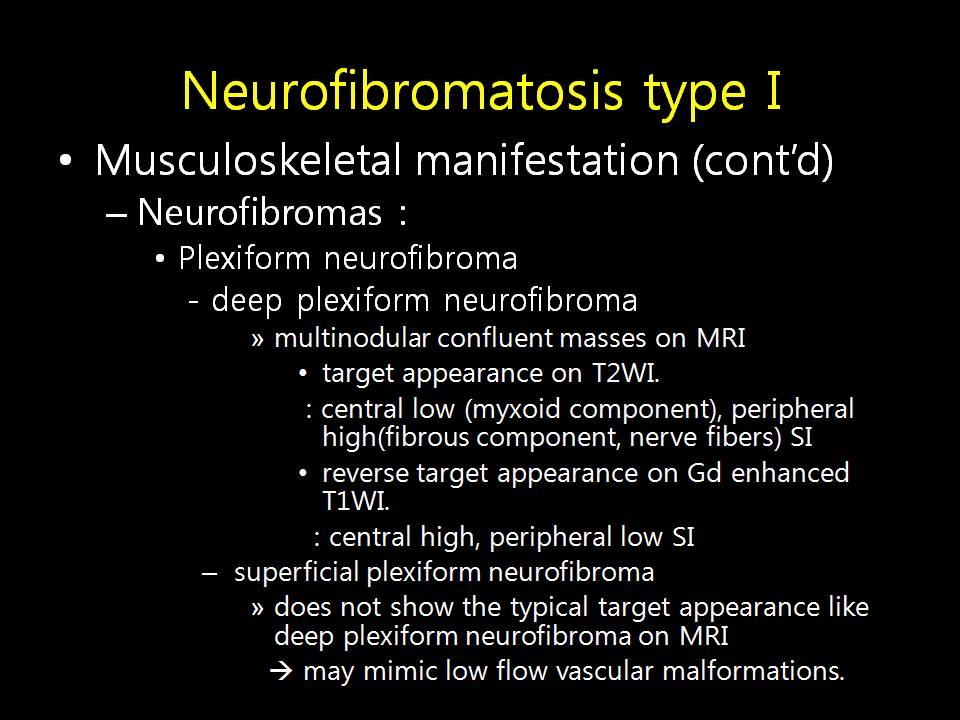 Neurofibromatosis type I
• Musculoskeletal manifestation (cont'd)
– Neurofibromas :
• Plexiform neurofibroma
- deep plexiform neurofibroma
» multinodular confluent masses on MRI
• target appearance on T2WI.
: central low (myxoid component), peripheral
high(fibrous component, nerve fibers) SI
• reverse target appearance on Gd enhanced
T1WI.
: central high, peripheral low SI
– superficial plexiform neurofibroma
» does not show the typical target appearance like
deep plexiform neurofibroma on MRI
→ may mimic low flow vascular malformations.